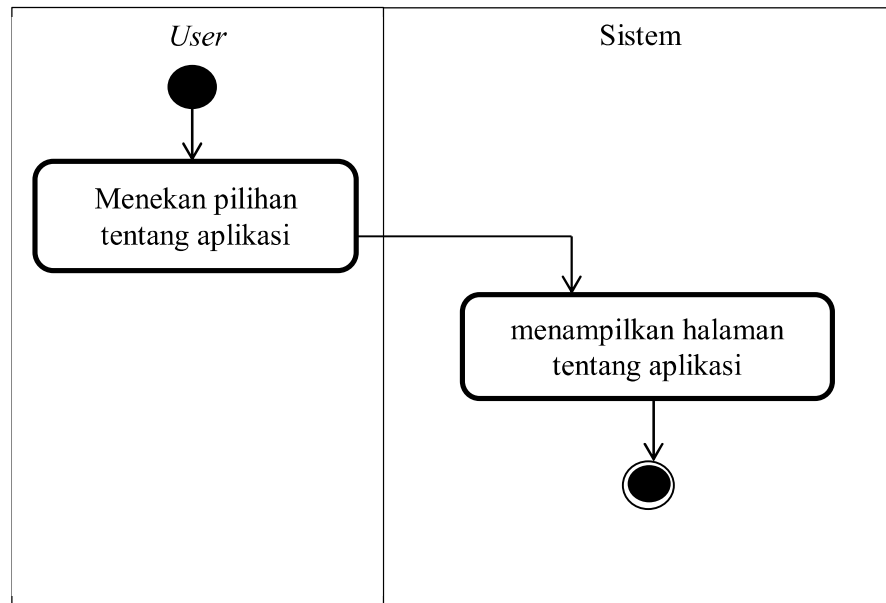 User
Sistem
Menekan pilihan
tentang aplikasi
menampilkan halaman
tentang aplikasi